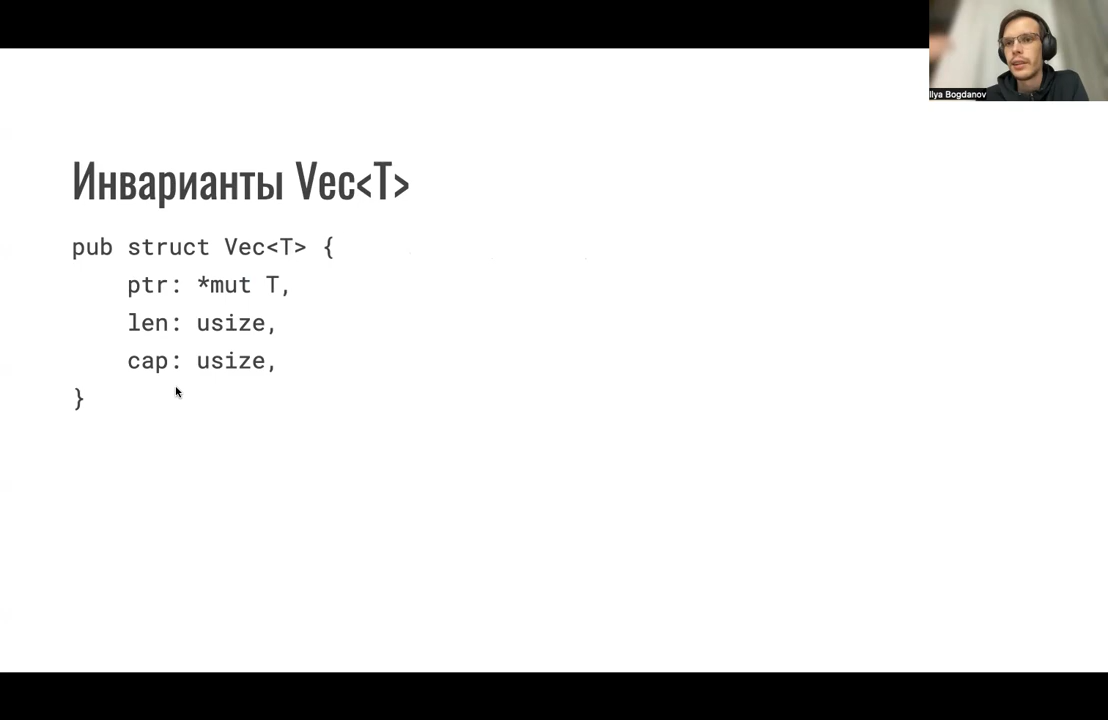 Ilya Bogdanov
Инварианты Vec<T>
pub struct Vec<T> {
    ptr: *mut T,
    len: usize,
    cap: usize,
}